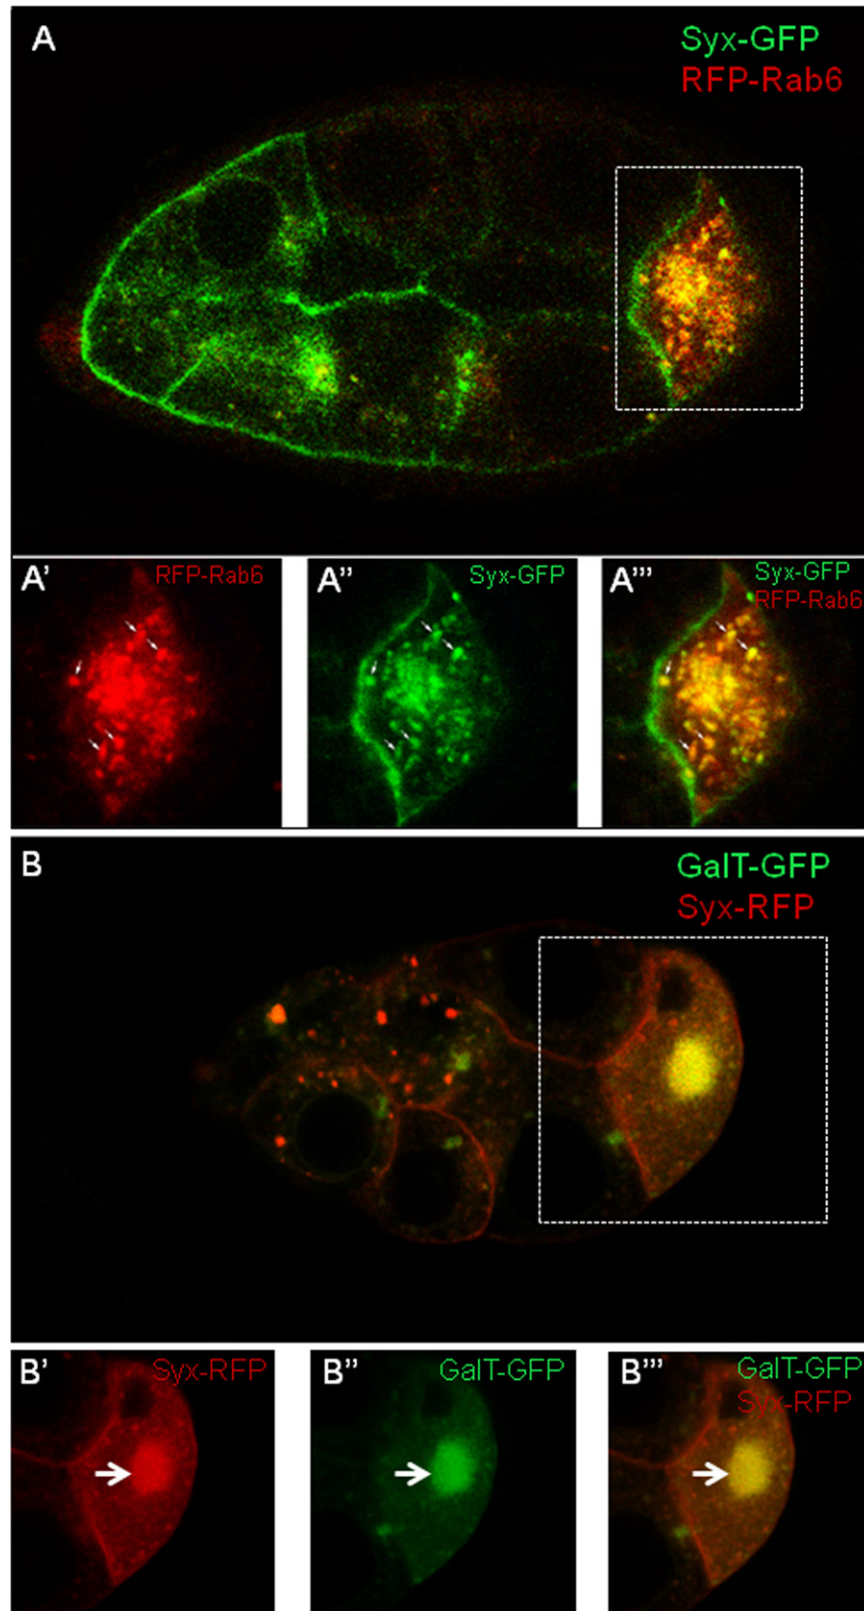 A
Syx-GFP
RFP-Rab6
A'
RFP-Rab6
A''
Syx-GFP
A'''
Syx-GFP
RFP-Rab6
B
GalT-GFP
Syx-RFP
B'
Syx-RFP
B''
GalT-GFP
B'''
GalT-GFP
Syx-RFP